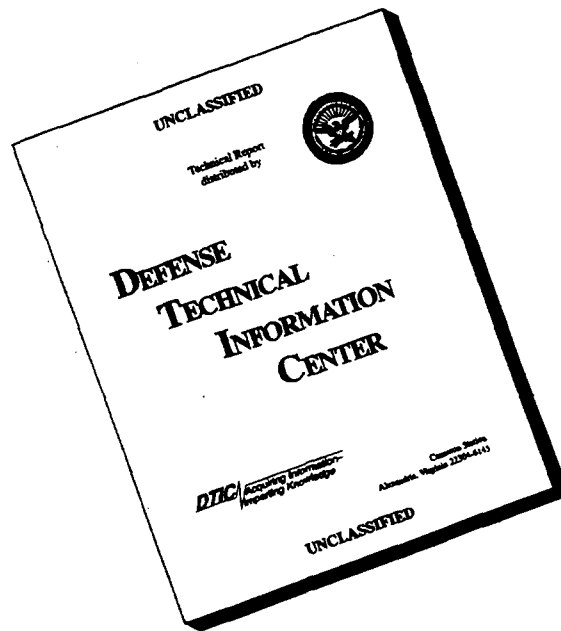 UNCLASSIFIED
Technical Report
distributed by
DEFENSE
TECHNICAL
INFORMATION
CENTER
DTIC Acquiring Information-
Imparting Knowledge
Cameron Station
Alexandria, Virginia 22304-6145
UNCLASSIFIED